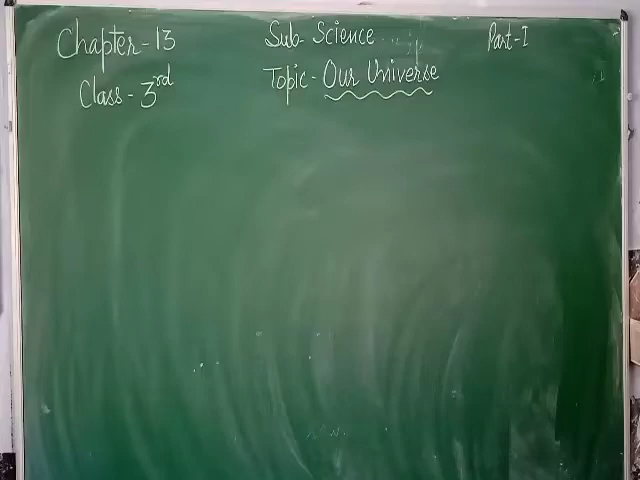 Chapter-13 Sub- Science Part-I
Class-3rd Topic- Our Universe